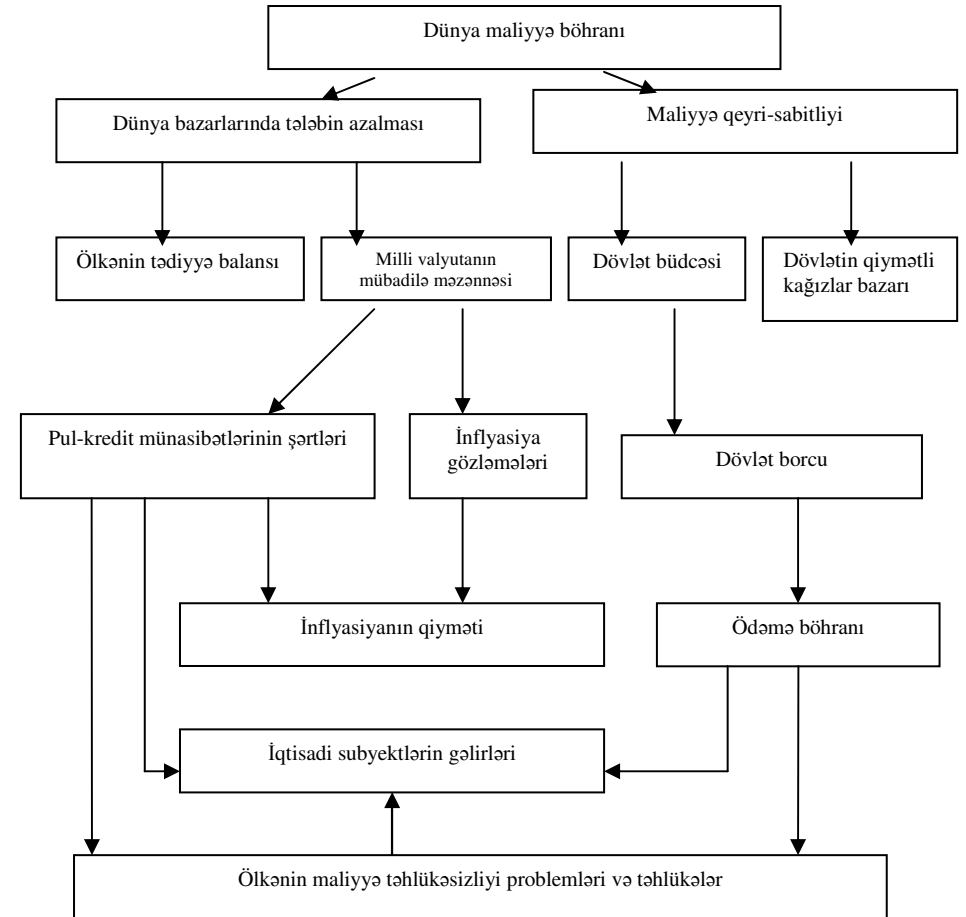 Dünya maliyyə böhranı
Dünya bazarlarında tələbin azalması
Maliyyə qeyri-sabitliyi
Ölkənin tədiyyə balansı
Milli valyutanın
mübadilə məzənnəsi
Dövlət büdcəsi
Dövlətin qiymətli
kağızlar bazarı
Pul-kredit münasibətlərinin şərtləri
İnflyasiya
gözləmələri
Dövlət borcu
İnflyasiyanın qiyməti
Ödəmə böhranı
İqtisadi subyektlərin gəlirləri
Ölkənin maliyyə təhlükəsizliyi problemləri və təhlükələr